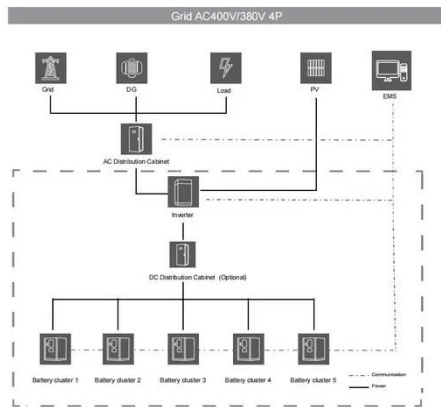 Grid AC400V/380V 4P
Grid
DG
Load
PV
EMS
AC Distribution Cabinet
Inverter
DC Distribution Cabinet (Optional)
Battery cluster 1
Battery cluster 2
Battery cluster 3
Battery cluster 4
Battery cluster 5
Communtation
Power